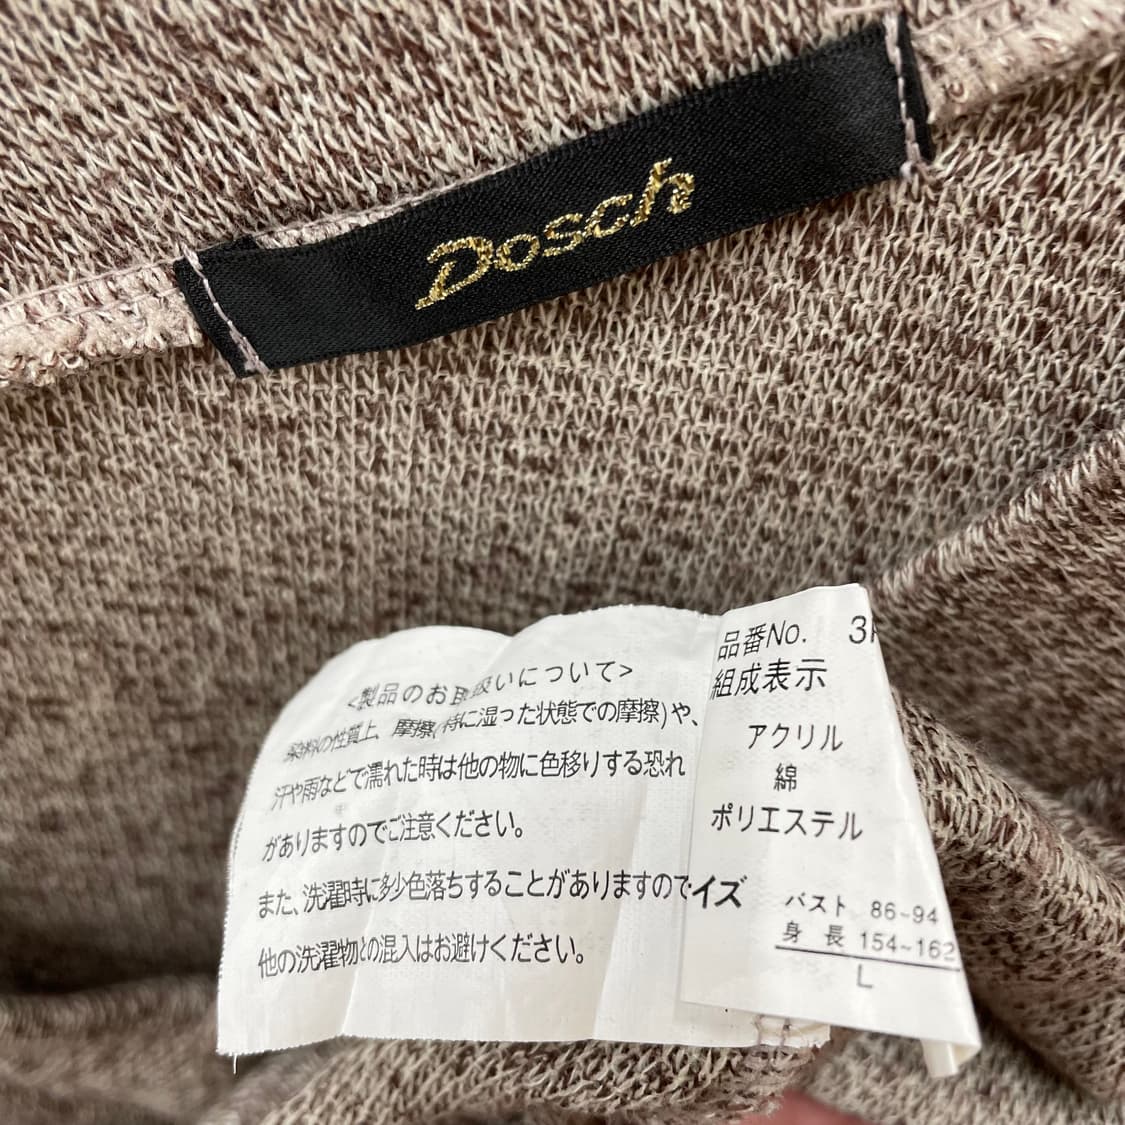 Dosch
<製品のお取扱いについて>
染料の性質上、摩擦(特に湿った状態での摩擦)や、
汗や雨などで濡れた時は他の物に色移りする恐れ
がありますのでご注意ください。
また、洗濯時に多少色落ちすることがありますので
他の洗濯物との混入はお避けください。
品番No. 3
組成表示
アクリル
綿
ポリエステル
イズ
バスト 86~94
身長 154~162
L